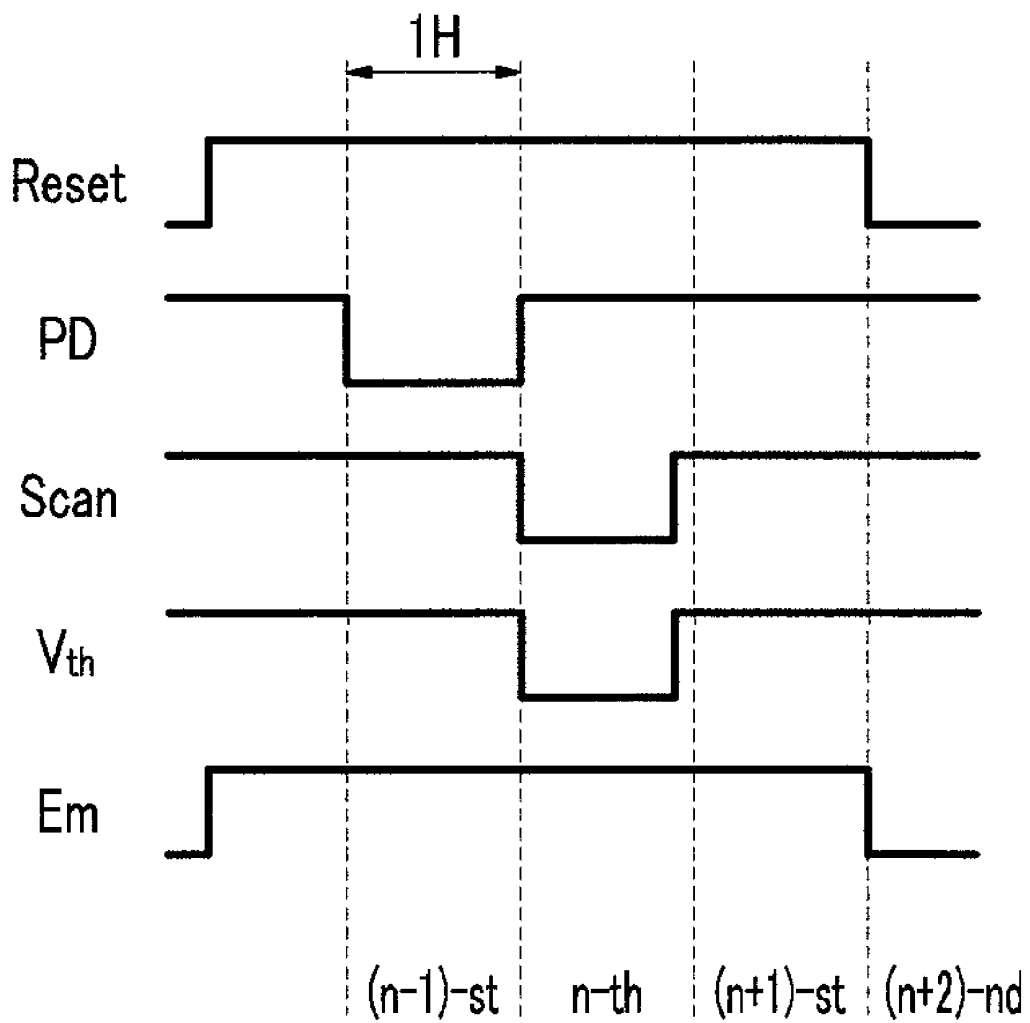 1H
Reset
PD
Scan
Vth
Em
(n-1)-st n-th (n+1)-st (n+2)-nd